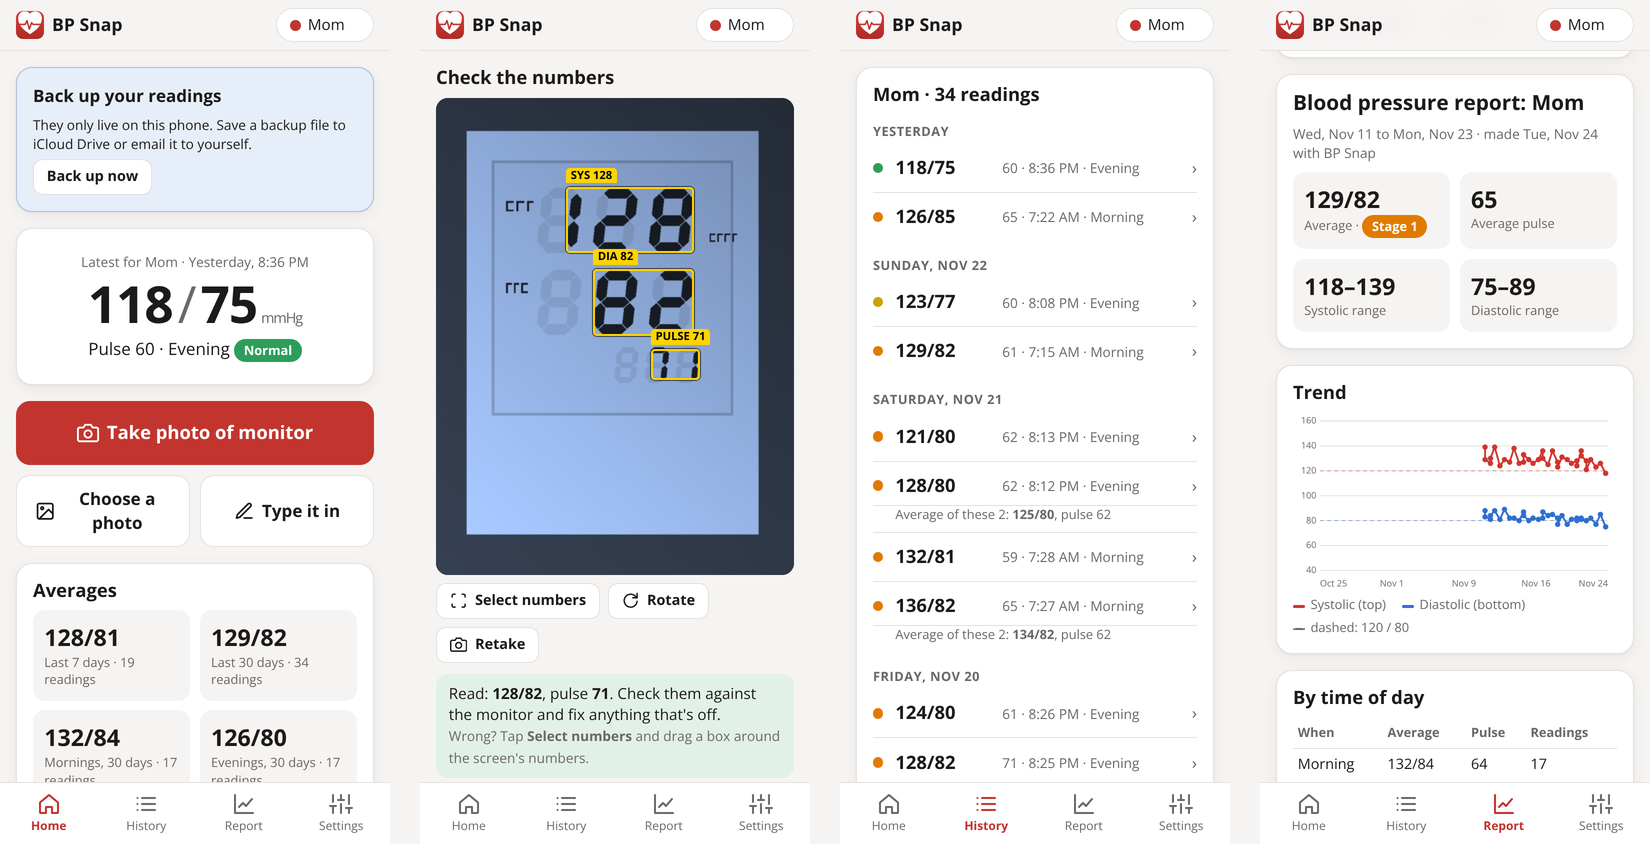 BP Snap
Mom
Back up your readings
They only live on this phone. Save a backup file to
iCloud Drive or email it to yourself.
Back up now
Latest for Mom · Yesterday, 8:36 PM
118/75 mmHg
Pulse 60 · Evening Normal
Take photo of monitor
Choose a
photo
Type it in
Averages
128/81
Last 7 days · 19
readings
129/82
Last 30 days · 34
readings
132/84
Mornings, 30 days · 17
readings
126/80
Evenings, 30 days · 17
readings
Home
History
Report
Settings
BP Snap
Mom
Check the numbers
SYS 128
128
DIA 82
82
PULSE 71
71
Select numbers
Rotate
Retake
Read: 128/82, pulse 71. Check them against
the monitor and fix anything that's off.
Wrong? Tap Select numbers and drag a box around
the screen's numbers.
Home
History
Report
Settings
BP Snap
Mom
Mom · 34 readings
YESTERDAY
118/75 60 · 8:36 PM · Evening ›
126/85 65 · 7:22 AM · Morning ›
SUNDAY, NOV 22
123/77 60 · 8:08 PM · Evening ›
129/82 61 · 7:15 AM · Morning ›
SATURDAY, NOV 21
121/80 62 · 8:13 PM · Evening ›
128/80 62 · 8:12 PM · Evening ›
Average of these 2: 125/80, pulse 62
132/81 59 · 7:28 AM · Morning ›
136/82 65 · 7:27 AM · Morning ›
Average of these 2: 134/82, pulse 62
FRIDAY, NOV 20
124/80 61 · 8:26 PM · Evening ›
128/82 71 · 8:25 PM · Evening ›
Home
History
Report
Settings
BP Snap
Mom
Blood pressure report: Mom
Wed, Nov 11 to Mon, Nov 23 · made Tue, Nov 24
with BP Snap
129/82
Average · Stage 1
65
Average pulse
118–139
Systolic range
75–89
Diastolic range
Trend
160
140
120
100
80
60
40
Oct 25 Nov 1 Nov 9 Nov 16 Nov 24
Systolic (top) Diastolic (bottom)
dashed: 120 / 80
By time of day
When Average Pulse Readings
Morning 132/84 64 17
Home
History
Report
Settings